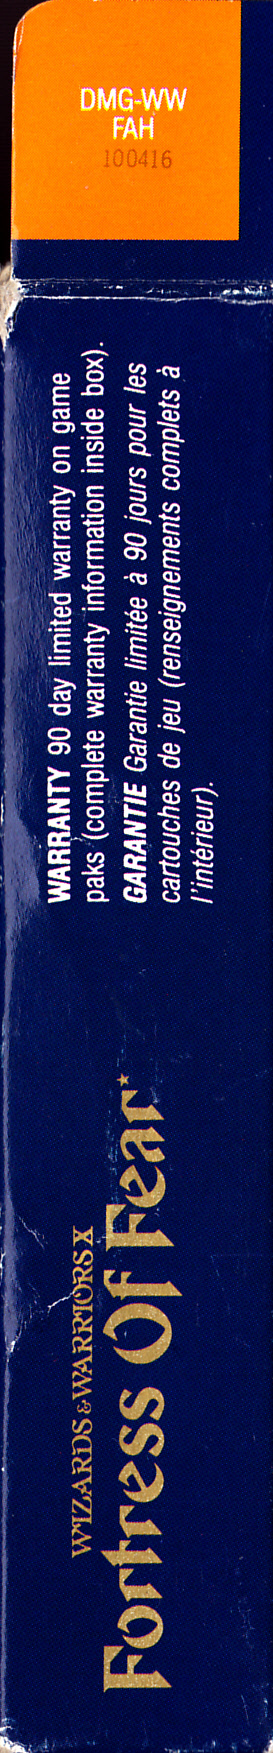 DMG-WW
FAH
100416
WARRANTY 90 day limited warranty on game
paks (complete warranty information inside box).
GARANTIE Garantie limitée à 90 jours pour les
cartouches de jeu (renseignements complets à
l'intérieur).
WIZARDS & WARRIORS X
Fortress Of Fear*